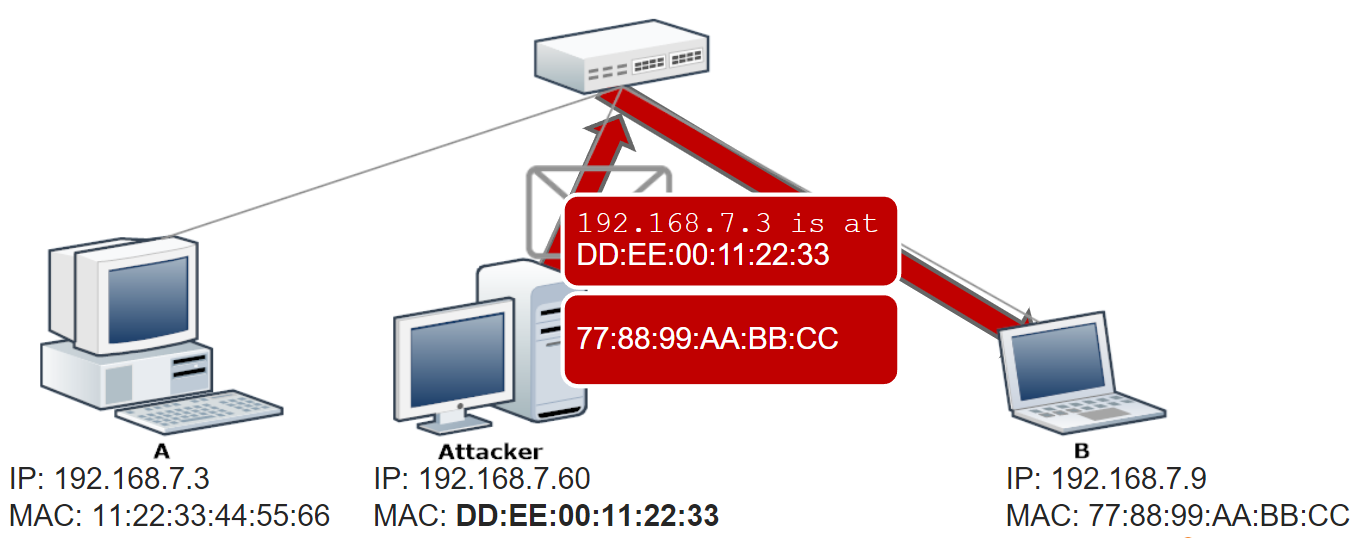 192.168.7.3 is at
DD:EE:00:11:22:33
77:88:99:AA:BB:CC
A
IP: 192.168.7.3
MAC: 11:22:33:44:55:66
Attacker
IP: 192.168.7.60
MAC: DD:EE:00:11:22:33
B
IP: 192.168.7.9
MAC: 77:88:99:AA:BB:CC